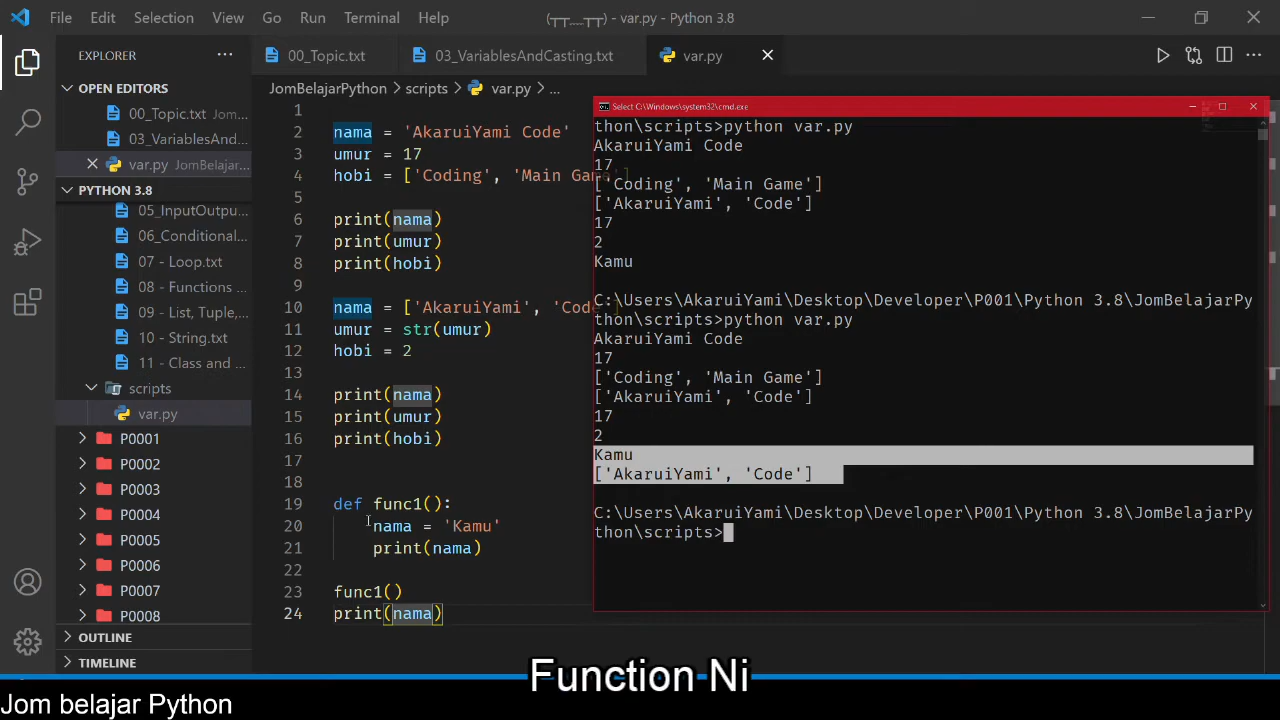 File Edit Selection View Go Run Terminal Help
(┬┬﹏┬┬) - var.py - Python 3.8
EXPLORER
00_Topic.txt
03_VariablesAndCasting.txt
var.py
OPEN EDITORS
00_Topic.txt
03_VariablesAnd...
var.py JomBelajar...
PYTHON 3.8
05_InputOutpu...
06_Conditional...
07 - Loop.txt
08 - Functions ...
09 - List, Tuple,...
10 - String.txt
11 - Class and ...
scripts
var.py
P0001
P0002
P0003
P0004
P0005
P0006
P0007
P0008
OUTLINE
TIMELINE
JomBelajarPython > scripts > var.py > ...
1
2 nama = 'AkaruiYami Code'
3 umur = 17
4 hobi = ['Coding', 'Main Game']
5
6 print(nama)
7 print(umur)
8 print(hobi)
9
10 nama = ['AkaruiYami', 'Code']
11 umur = str(umur)
12 hobi = 2
13
14 print(nama)
15 print(umur)
16 print(hobi)
17
18
19 def func1():
20 nama = 'Kamu'
21 print(nama)
22
23 func1()
24 print(nama)
Select C:\Windows\system32\cmd.exe
thon\scripts>python var.py
AkaruiYami Code
17
['Coding', 'Main Game']
['AkaruiYami', 'Code']
17
2
Kamu
C:\Users\AkaruiYami\Desktop\Developer\P001\Python 3.8\JomBelajarPy
thon\scripts>python var.py
AkaruiYami Code
17
['Coding', 'Main Game']
['AkaruiYami', 'Code']
17
2
Kamu
['AkaruiYami', 'Code']
C:\Users\AkaruiYami\Desktop\Developer\P001\Python 3.8\JomBelajarPy
thon\scripts>
Function Ni
Jom belajar Python